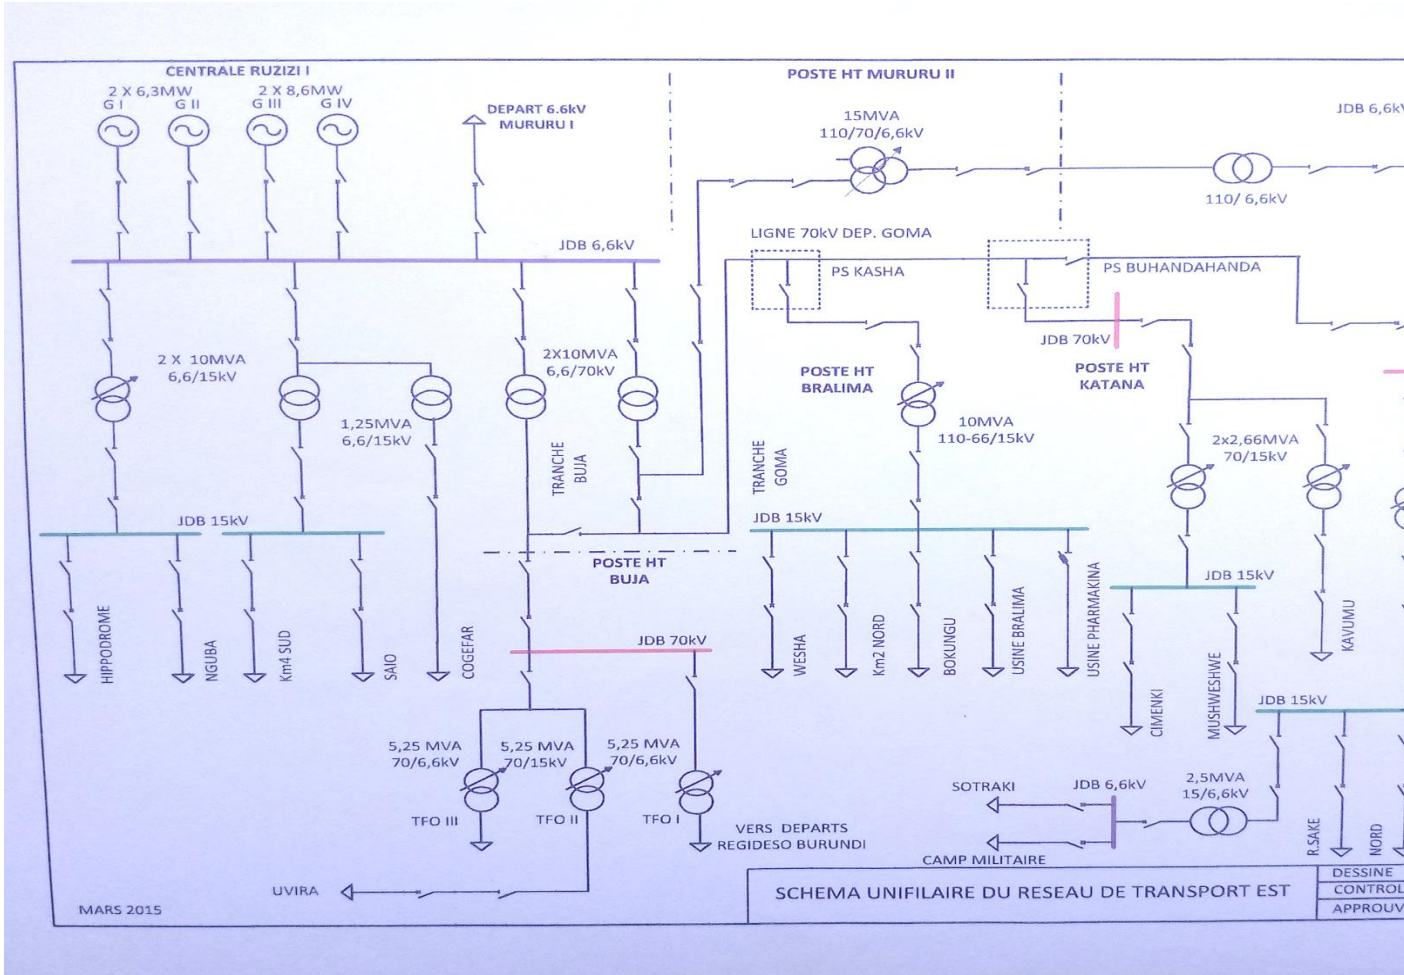 CENTRALE RUZIZI I
2 X 6,3MW
2 X 8,6MW
G I
G II
G III
G IV
DEPART 6.6kV
MURURU I
POSTE HT MURURU II
15MVA
110/70/6,6kV
JDB 6,6kV
110/ 6,6kV
JDB 6,6kV
LIGNE 70kV DEP. GOMA
PS KASHA
PS BUHANDAHANDA
2 X 10MVA
6,6/15kV
1,25MVA
6,6/15kV
2X10MVA
6,6/70kV
JDB 70kV
POSTE HT
BRALIMA
POSTE HT
KATANA
10MVA
110-66/15kV
2x2,66MVA
70/15kV
TRANCHE
BUJA
TRANCHE
GOMA
JDB 15kV
JDB 15kV
POSTE HT
BUJA
JDB 15kV
HIPPODROME
NGUBA
Km4 SUD
SAIO
COGEFAR
JDB 70kV
WESHA
Km2 NORD
BOKUNGU
USINE BRALIMA
USINE PHARMAKINA
CIMENKI
MUSHWESHWE
KAVUMU
JDB 15kV
5,25 MVA
70/6,6kV
5,25 MVA
70/15kV
5,25 MVA
70/6,6kV
TFO III
TFO II
TFO I
VERS DEPARTS
REGIDESO BURUNDI
SOTRAKI
JDB 6,6kV
2,5MVA
15/6,6kV
CAMP MILITAIRE
R.SAKE
NORD
UVIRA
MARS 2015
SCHEMA UNIFILAIRE DU RESEAU DE TRANSPORT EST
DESSINE
CONTROL
APPROUV